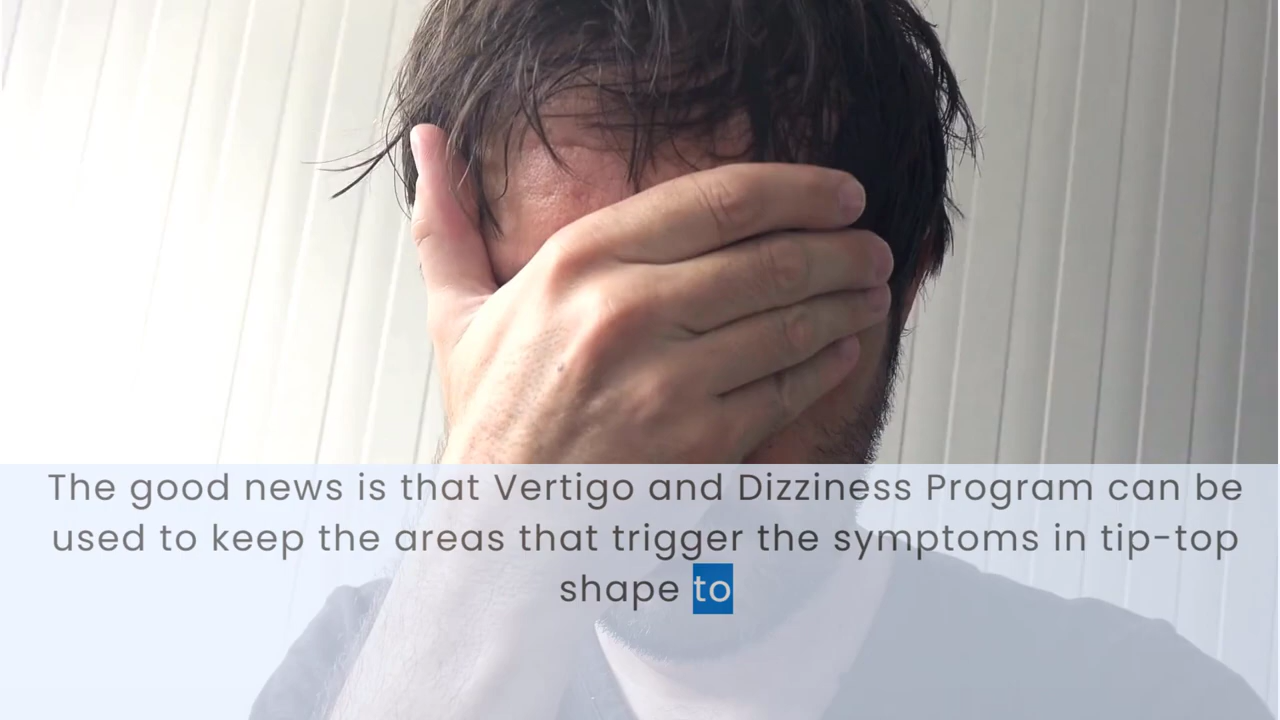 The good news is that Vertigo and Dizziness Program can be
used to keep the areas that trigger the symptoms in tip-top
shape to